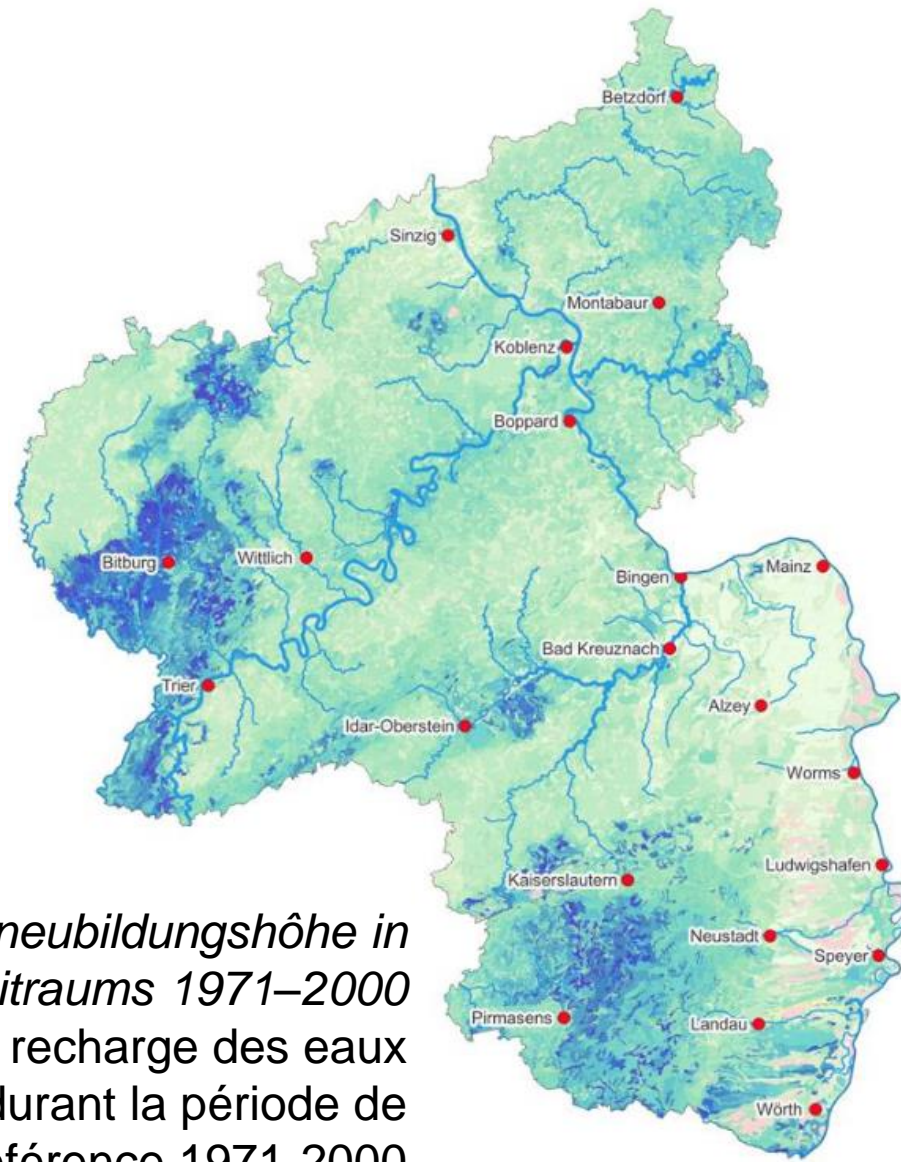 Betzdorf
Sinzig
Montabaur
Koblenz
Boppard
Bitburg
Wittlich
Bingen
Mainz
Bad Kreuznach
Trier
Alzey
Idar-Oberstein
Worms
Ludwigshafen
Kaiserslautern
neubildungshôhe in
Neustadt
Speyer
itraums 1971–2000
Pirmasens
Landau
recharge des eaux
durant la période de
Wörth
éférence 1971-2000